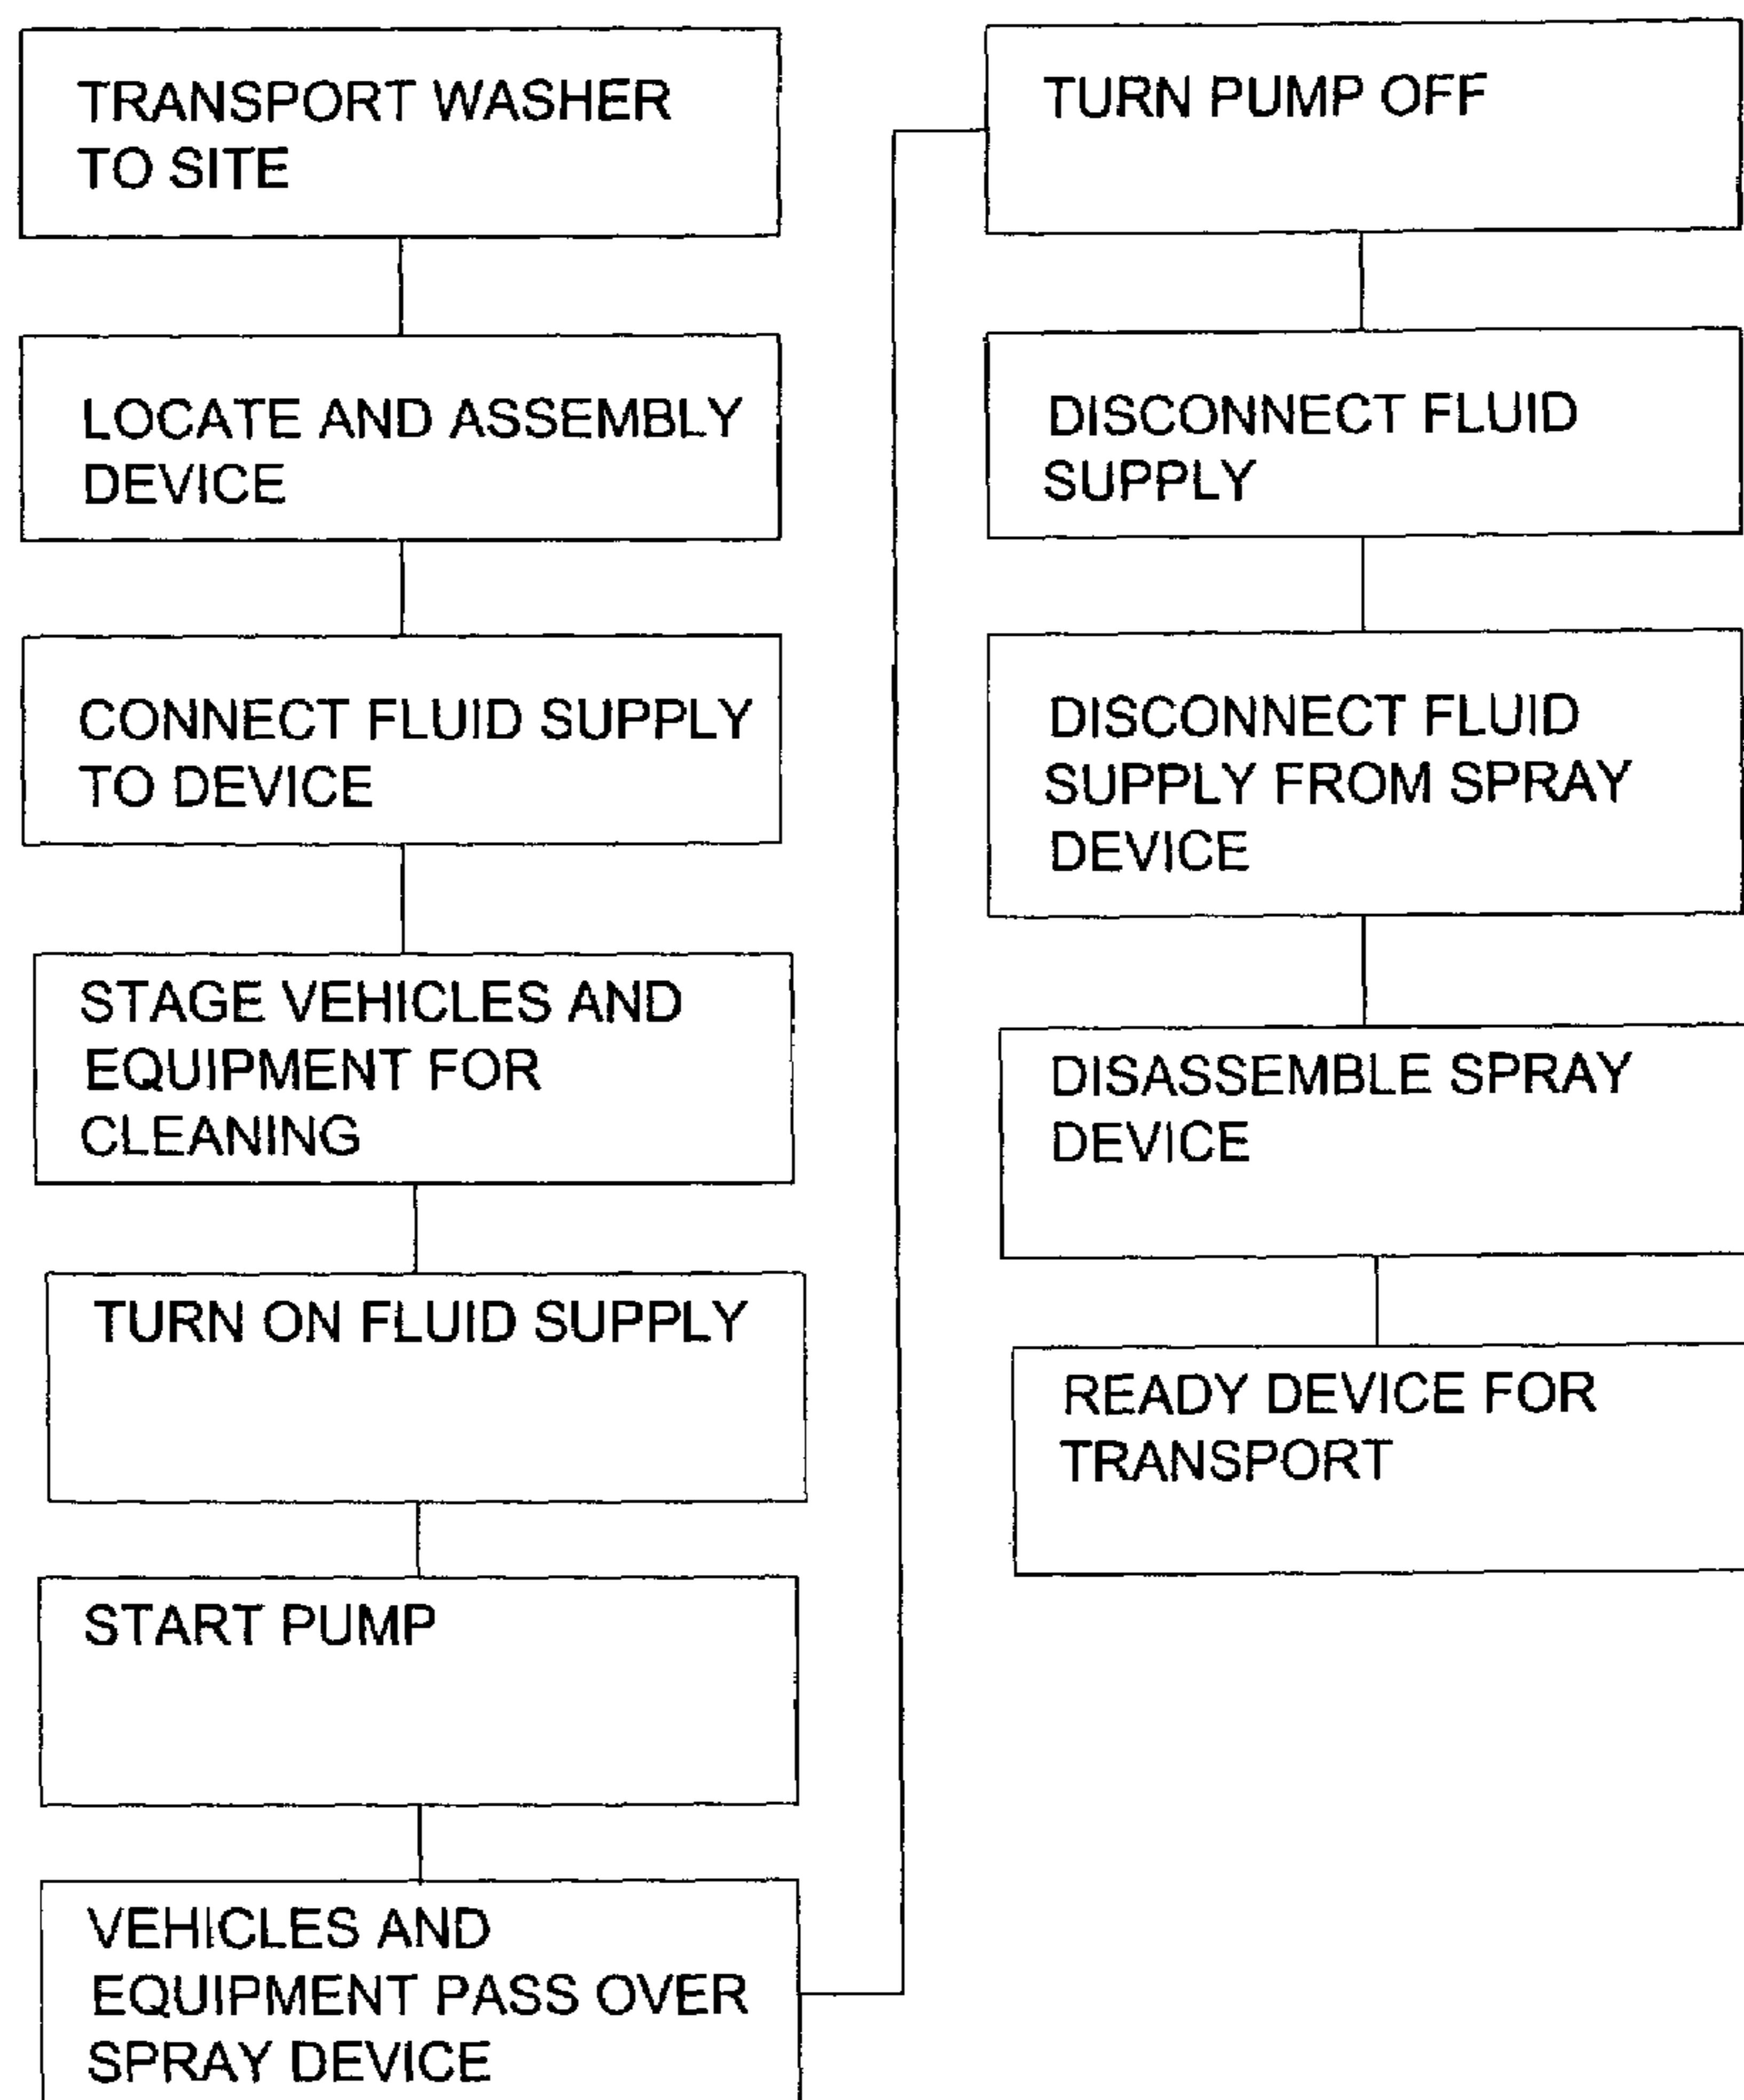 TRANSPORT WASHER
TO SITE
LOCATE AND ASSEMBLY
DEVICE
CONNECT FLUID SUPPLY
TO DEVICE
STAGE VEHICLES AND
EQUIPMENT FOR
CLEANING
TURN ON FLUID SUPPLY
START PUMP
VEHICLES AND
EQUIPMENT PASS OVER
SPRAY DEVICE
TURN PUMP OFF
DISCONNECT FLUID
SUPPLY
DISCONNECT FLUID
SUPPLY FROM SPRAY
DEVICE
DISASSEMBLE SPRAY
DEVICE
READY DEVICE FOR
TRANSPORT